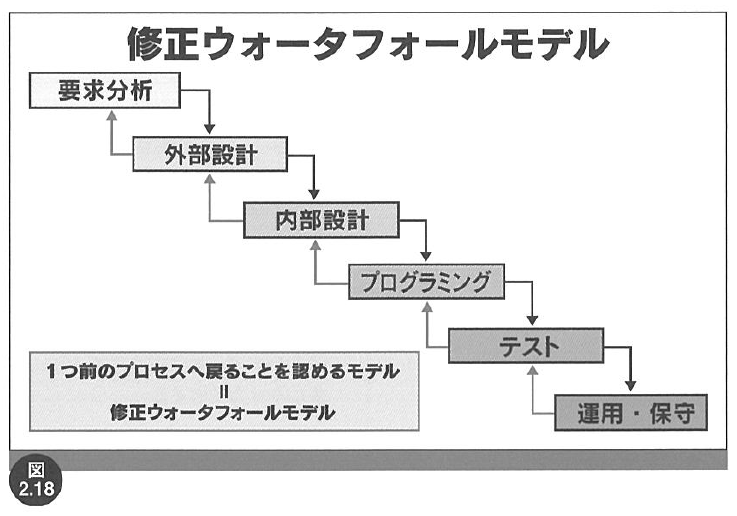 修正ウォータフォールモデル
要求分析
外部設計
内部設計
プログラミング
テスト
運用・保守
1つ前のプロセスへ戻ることを認めるモデル
=
修正ウォータフォールモデル
図
2.18